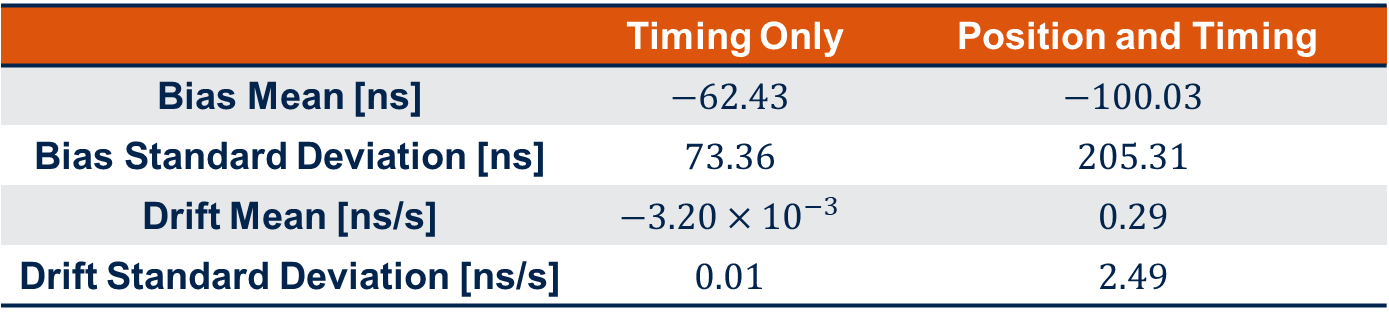 Timing Only Position and Timing
Bias Mean [ns] −62.43 −100.03
Bias Standard Deviation [ns] 73.36 205.31
Drift Mean [ns/s] −3.20 × 10⁻³ 0.29
Drift Standard Deviation [ns/s] 0.01 2.49